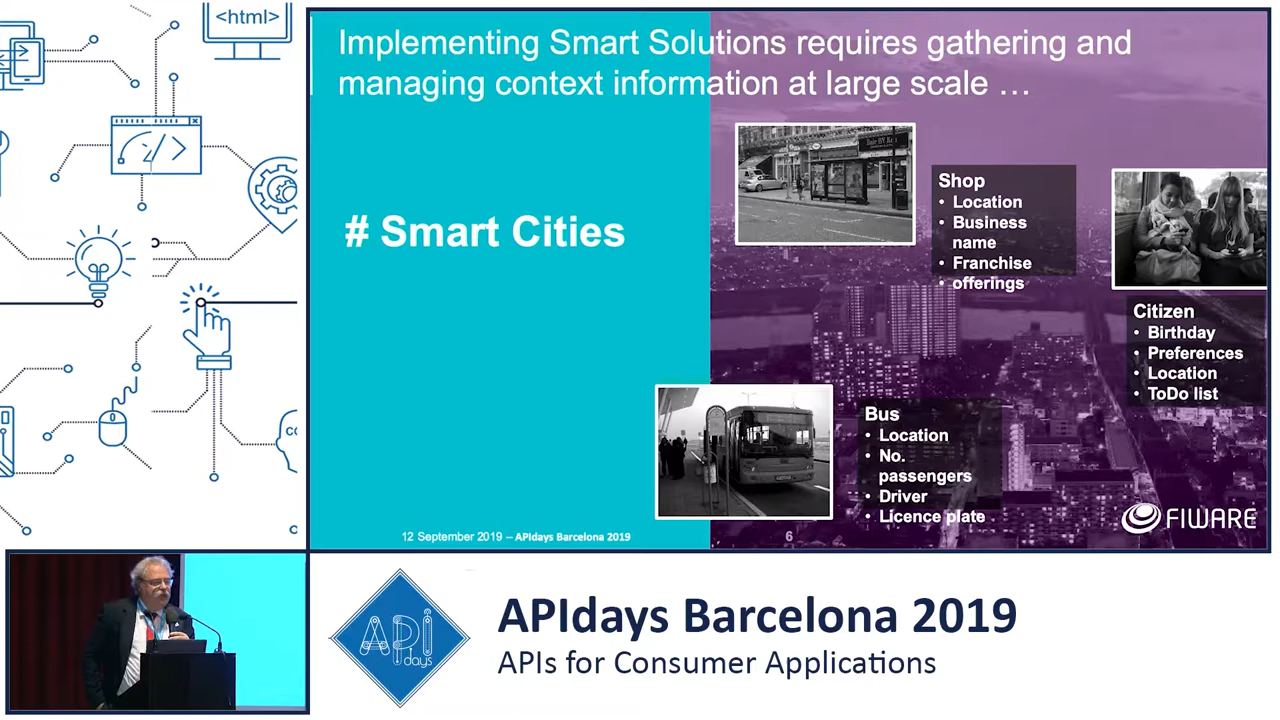 <html>
Implementing Smart Solutions requires gathering and
managing context information at large scale …
# Smart Cities
Shop
• Location
• Business
name
• Franchise
• offerings
Citizen
• Birthday
• Preferences
• Location
• ToDo list
Bus
• Location
• No.
passengers
• Driver
• Licence plate
12 September 2019 – APIdays Barcelona 2019
6
FIWARE
API
days
APIdays Barcelona 2019
APIs for Consumer Applications